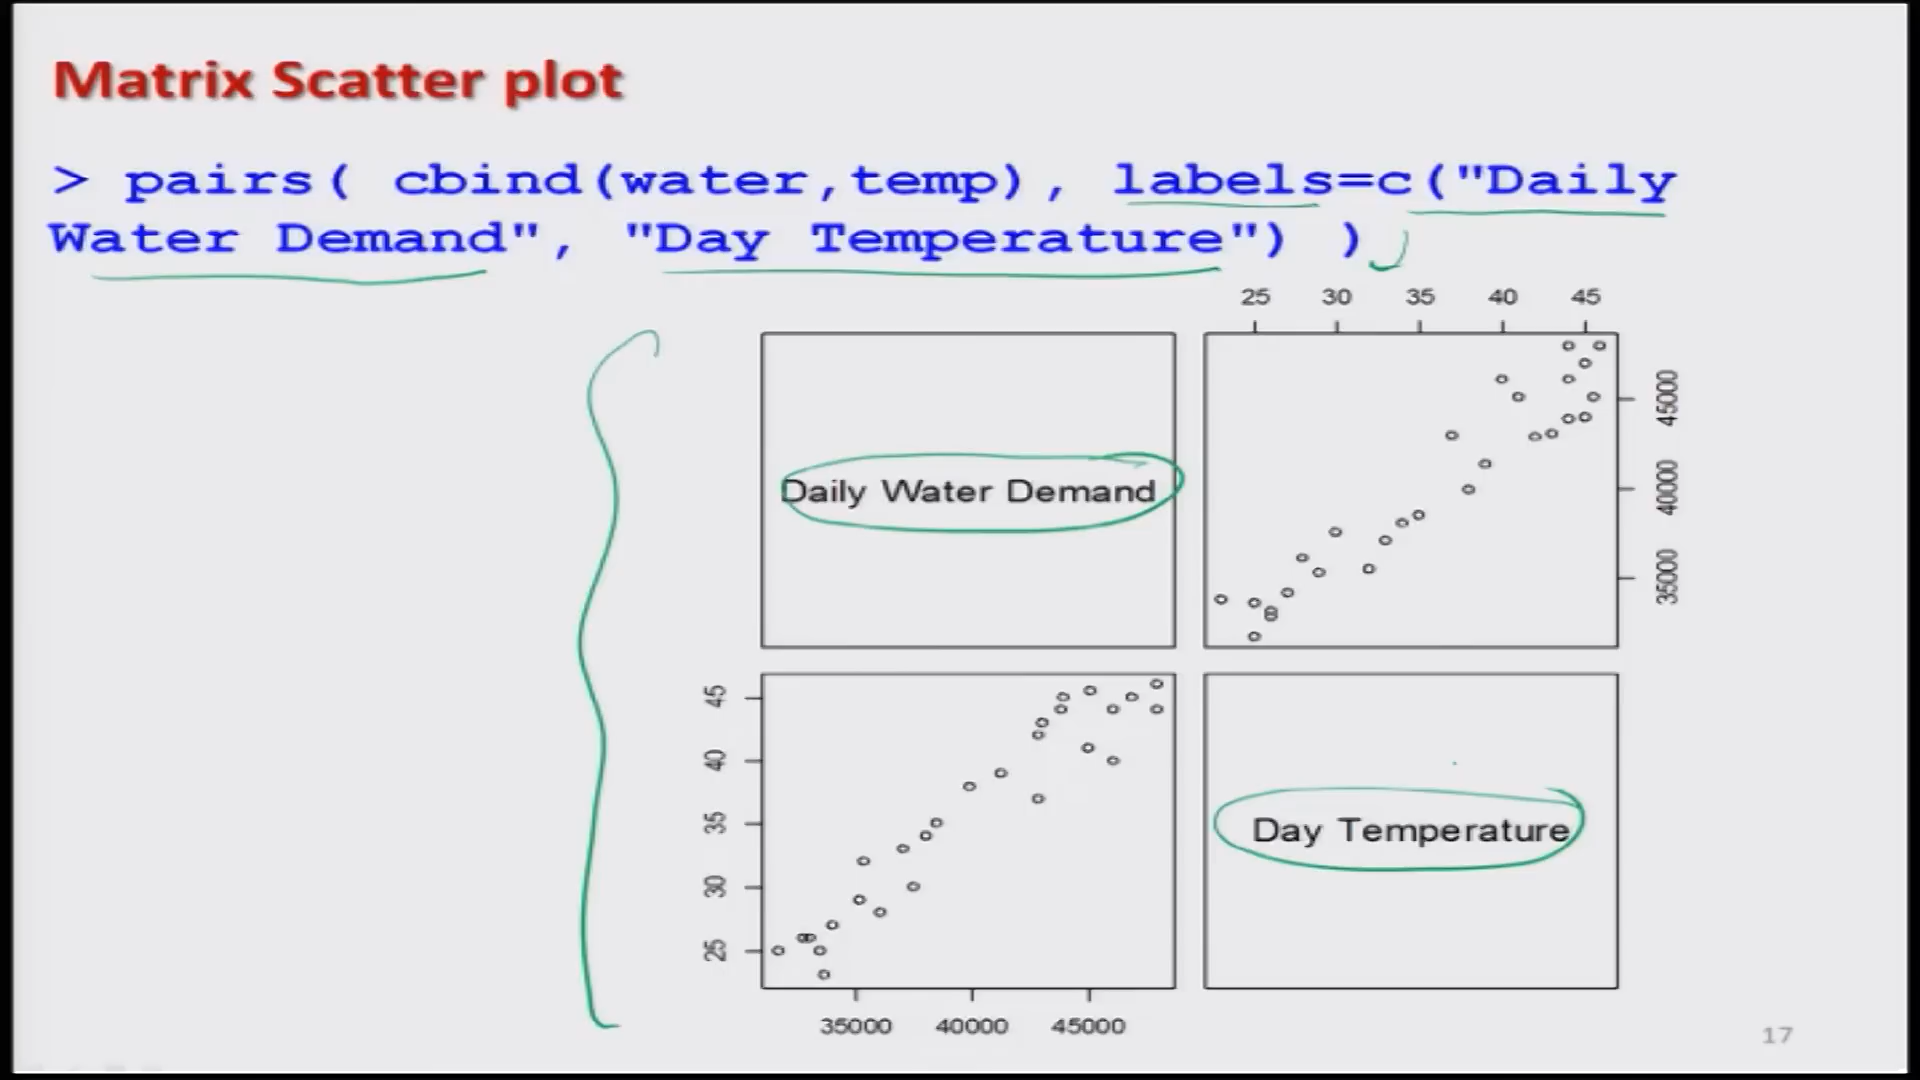 Matrix Scatter plot
> pairs( cbind(water,temp), labels=c("Daily
Water Demand", "Day Temperature") )
25 30 35 40 45
Daily Water Demand
45000
40000
35000
45
40
35
30
25
Day Temperature
35000 40000 45000
17